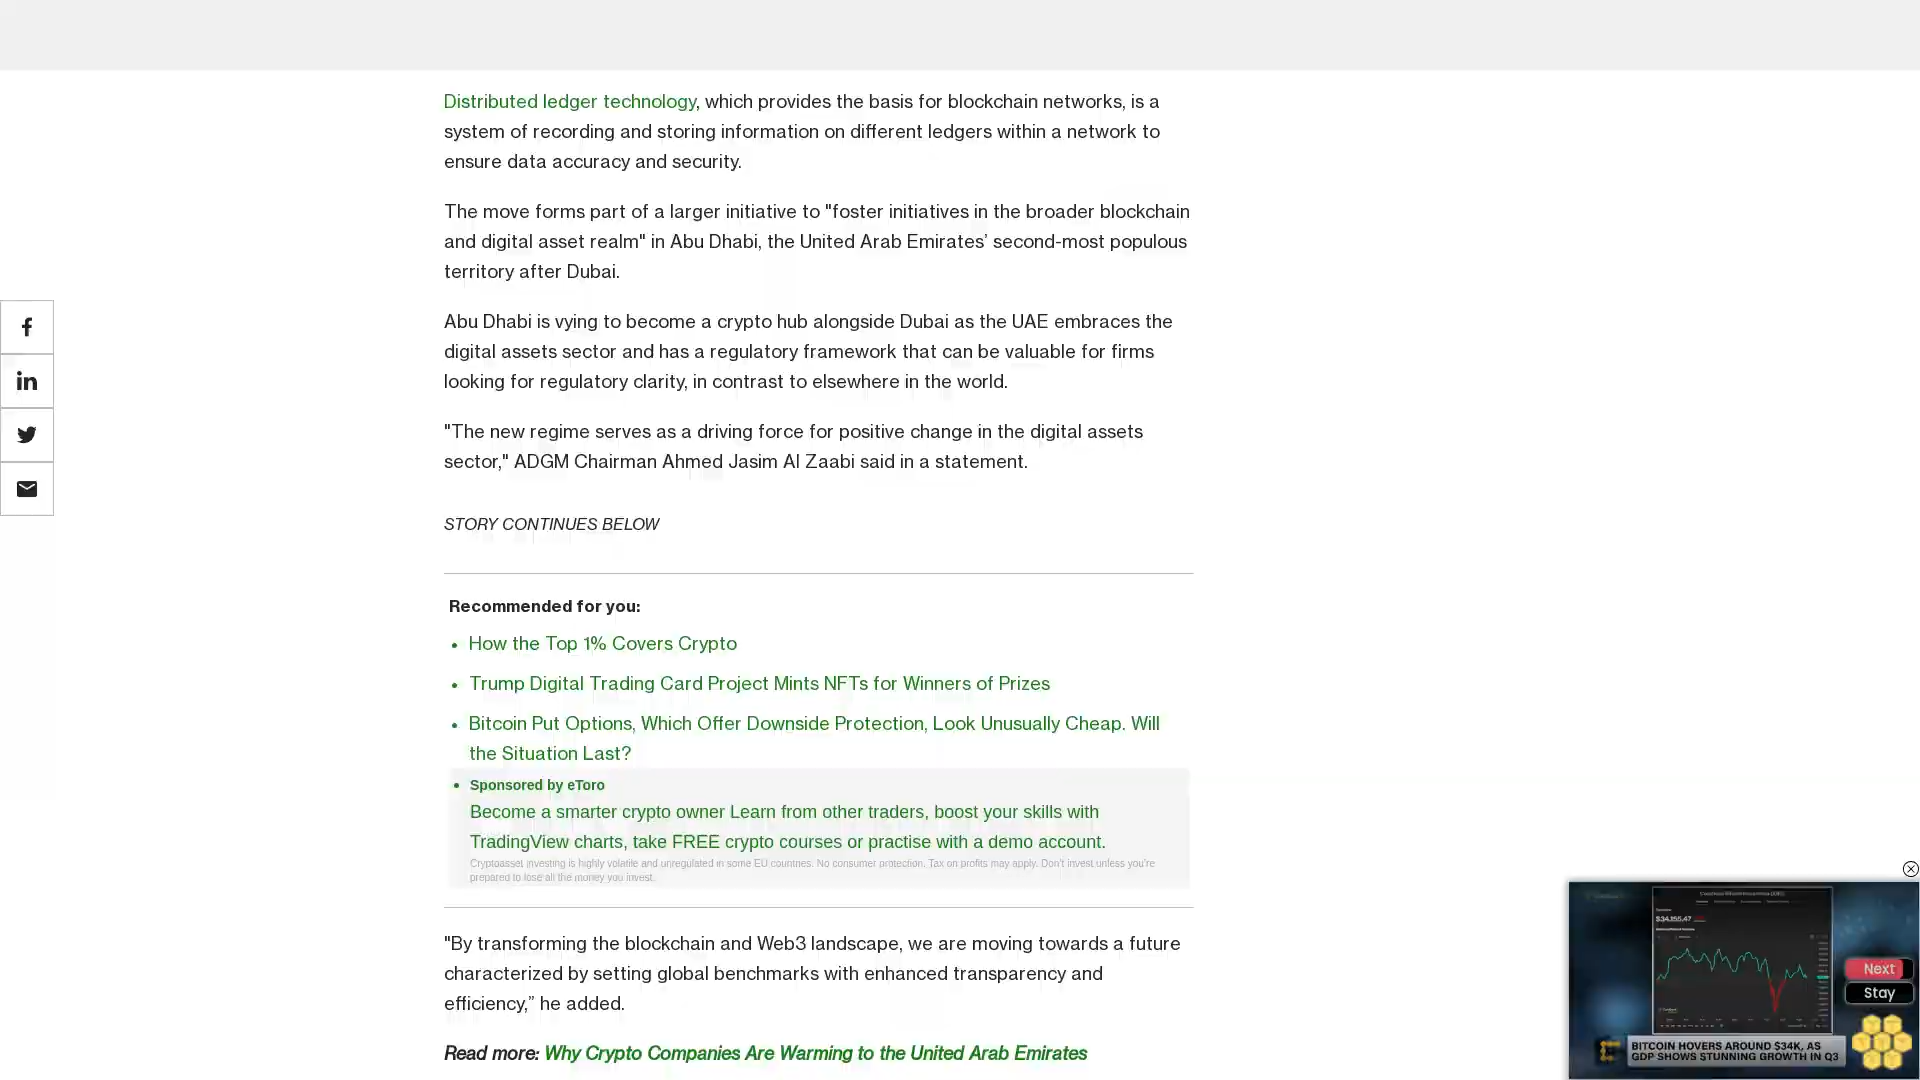 Distributed ledger technology, which provides the basis for blockchain networks, is a
system of recording and storing information on different ledgers within a network to
ensure data accuracy and security.
The move forms part of a larger initiative to "foster initiatives in the broader blockchain
and digital asset realm" in Abu Dhabi, the United Arab Emirates’ second-most populous
territory after Dubai.
Abu Dhabi is vying to become a crypto hub alongside Dubai as the UAE embraces the
digital assets sector and has a regulatory framework that can be valuable for firms
looking for regulatory clarity, in contrast to elsewhere in the world.
"The new regime serves as a driving force for positive change in the digital assets
sector," ADGM Chairman Ahmed Jasim Al Zaabi said in a statement.
STORY CONTINUES BELOW
Recommended for you:
• How the Top 1% Covers Crypto
• Trump Digital Trading Card Project Mints NFTs for Winners of Prizes
• Bitcoin Put Options, Which Offer Downside Protection, Look Unusually Cheap. Will
the Situation Last?
• Sponsored by eToro
Become a smarter crypto owner Learn from other traders, boost your skills with
TradingView charts, take FREE crypto courses or practise with a demo account.
Cryptoasset investing is highly volatile and unregulated in some EU countries. No consumer protection. Tax on profits may apply. Don't invest unless you're
prepared to lose all the money you invest.
"By transforming the blockchain and Web3 landscape, we are moving towards a future
characterized by setting global benchmarks with enhanced transparency and
efficiency,” he added.
Read more: Why Crypto Companies Are Warming to the United Arab Emirates
$34,155.47
Next
Stay
BITCOIN HOVERS AROUND $34K, AS
GDP SHOWS STUNNING GROWTH IN Q3